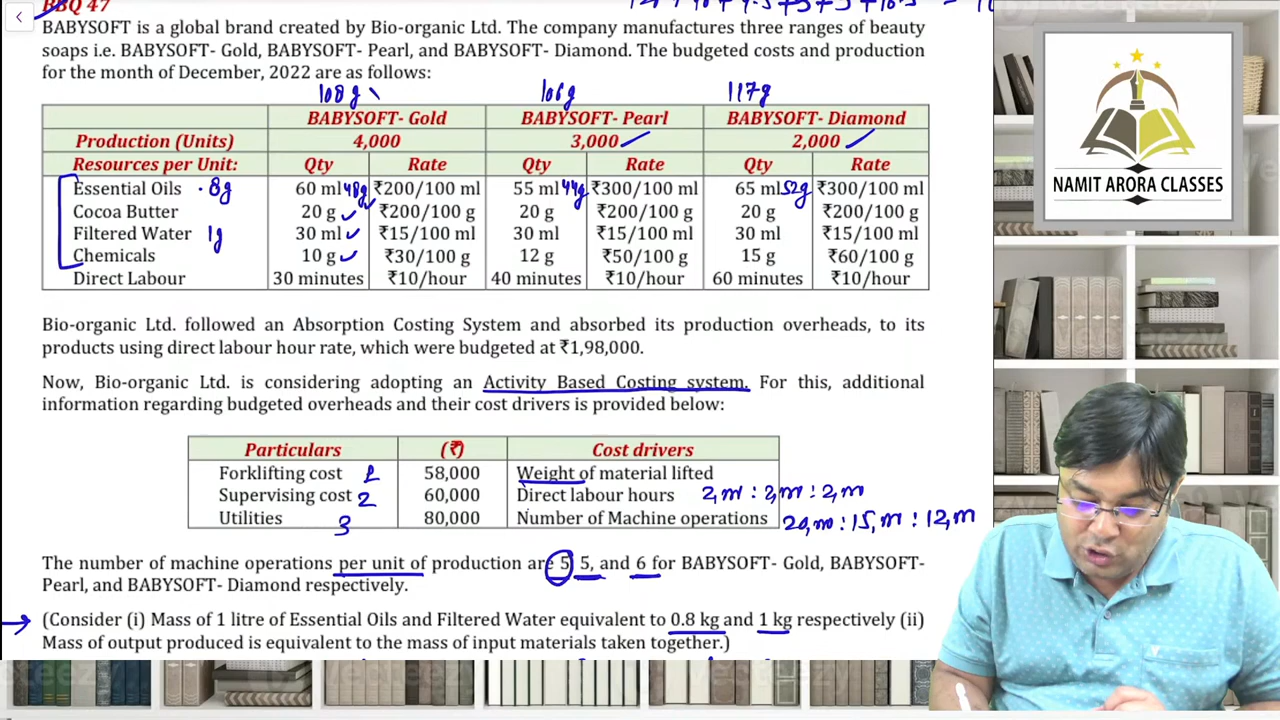 BBQ 47
BABYSOFT is a global brand created by Bio-organic Ltd. The company manufactures three ranges of beauty
soaps i.e. BABYSOFT- Gold, BABYSOFT- Pearl, and BABYSOFT- Diamond. The budgeted costs and production
for the month of December, 2022 are as follows:
108g 106g 117g
BABYSOFT- Gold BABYSOFT- Pearl BABYSOFT- Diamond
Production (Units) 4,000 3,000 2,000
Resources per Unit: Qty Rate Qty Rate Qty Rate
Essential Oils .8g 60 ml 48g ₹200/100 ml 55 ml 44g ₹300/100 ml 65 ml 52g ₹300/100 ml
Cocoa Butter 20 g ₹200/100 g 20 g ₹200/100 g 20 g ₹200/100 g
Filtered Water 1g 30 ml ₹15/100 ml 30 ml ₹15/100 ml 30 ml ₹15/100 ml
Chemicals 10 g ₹30/100 g 12 g ₹50/100 g 15 g ₹60/100 g
Direct Labour 30 minutes ₹10/hour 40 minutes ₹10/hour 60 minutes ₹10/hour
NAMIT ARORA CLASSES
Bio-organic Ltd. followed an Absorption Costing System and absorbed its production overheads, to its
products using direct labour hour rate, which were budgeted at ₹1,98,000.
Now, Bio-organic Ltd. is considering adopting an Activity Based Costing system. For this, additional
information regarding budgeted overheads and their cost drivers is provided below:
Particulars (₹) Cost drivers
Forklifting cost 1 58,000 Weight of material lifted
Supervising cost 2 60,000 Direct labour hours 2,m : 2,m : 2,m
Utilities 3 80,000 Number of Machine operations 20,m : 15,m : 12,m
The number of machine operations per unit of production are 5, 5, and 6 for BABYSOFT- Gold, BABYSOFT-
Pearl, and BABYSOFT- Diamond respectively.
(Consider (i) Mass of 1 litre of Essential Oils and Filtered Water equivalent to 0.8 kg and 1 kg respectively (ii)
Mass of output produced is equivalent to the mass of input materials taken together.)